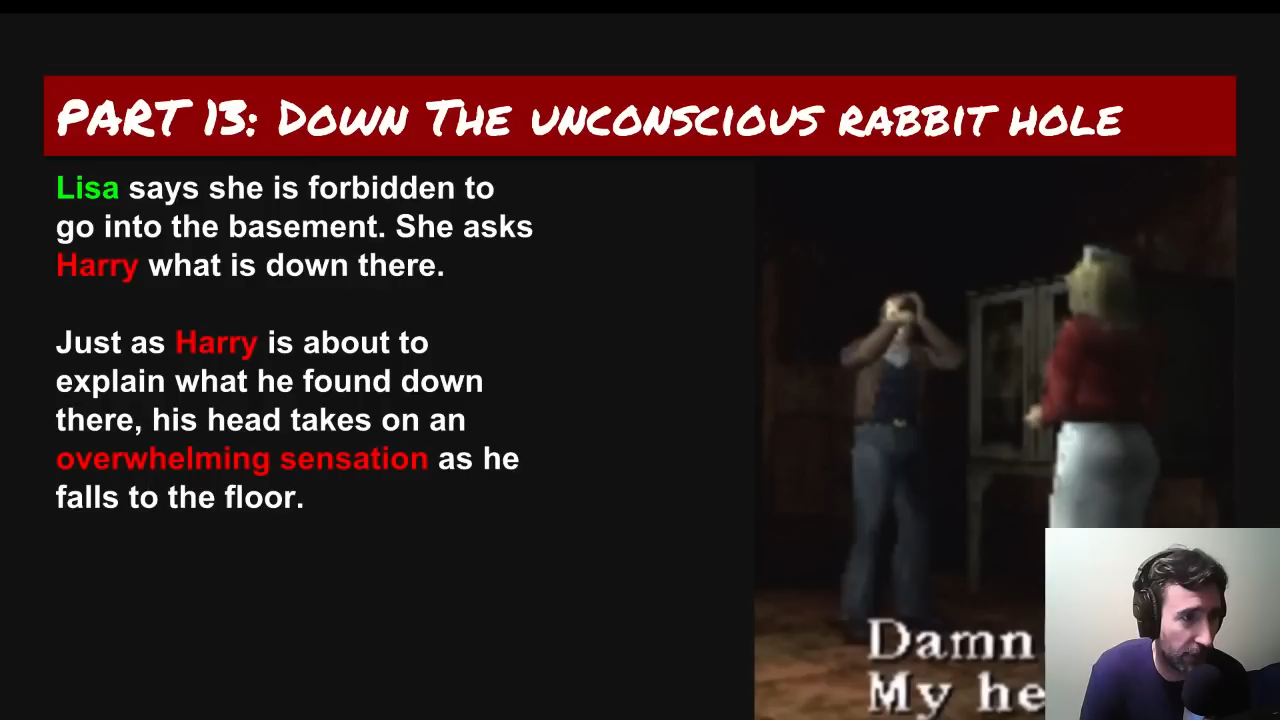 PART 13: DOWN THE UNCONSCIOUS RABBIT HOLE
Lisa says she is forbidden to
go into the basement. She asks
Harry what is down there.
Just as Harry is about to
explain what he found down
there, his head takes on an
overwhelming sensation as he
falls to the floor.
Damn
My he